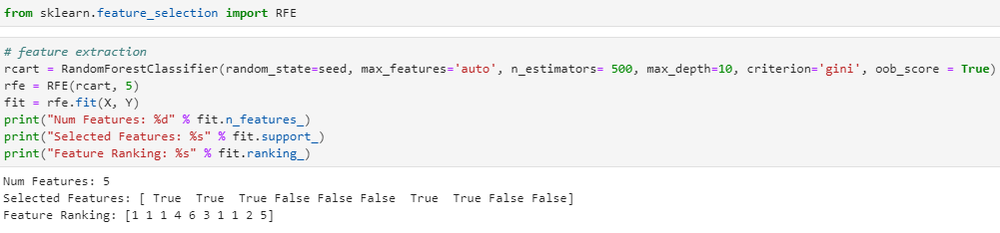 from sklearn.feature_selection import RFE
# feature extraction
rcart = RandomForestClassifier(random_state=seed, max_features='auto', n_estimators= 500, max_depth=10, criterion='gini', oob_score = True)
rfe = RFE(rcart, 5)
fit = rfe.fit(X, Y)
print("Num Features: %d" % fit.n_features_)
print("Selected Features: %s" % fit.support_)
print("Feature Ranking: %s" % fit.ranking_)
Num Features: 5
Selected Features: [ True  True  True False False False  True  True False False]
Feature Ranking: [1 1 1 4 6 3 1 1 2 5]